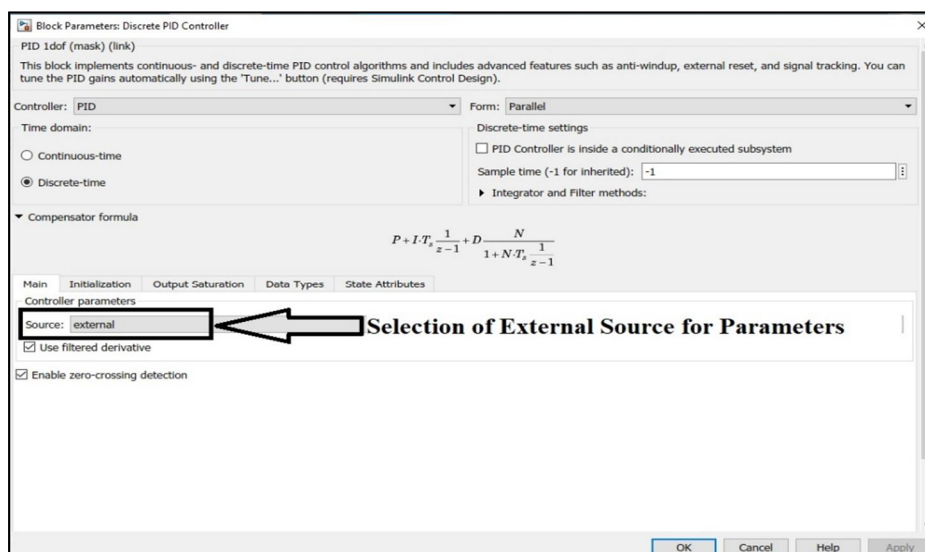 Block Parameters: Discrete PID Controller
PID 1dof (mask) (link)
This block implements continuous- and discrete-time PID control algorithms and includes advanced features such as anti-windup, external reset, and signal tracking. You can
tune the PID gains automatically using the 'Tune...' button (requires Simulink Control Design).
Controller: PID Form: Parallel
Time domain:
Continuous-time
Discrete-time
Discrete-time settings
PID Controller is inside a conditionally executed subsystem
Sample time (-1 for inherited): -1
Integrator and Filter methods:
Compensator formula
P + I·T_s 1/(z−1) + D N/(1 + N·T_s 1/(z−1))
Main Initialization Output Saturation Data Types State Attributes
Controller parameters
Source: external
Selection of External Source for Parameters
Use filtered derivative
Enable zero-crossing detection
OK Cancel Help Apply